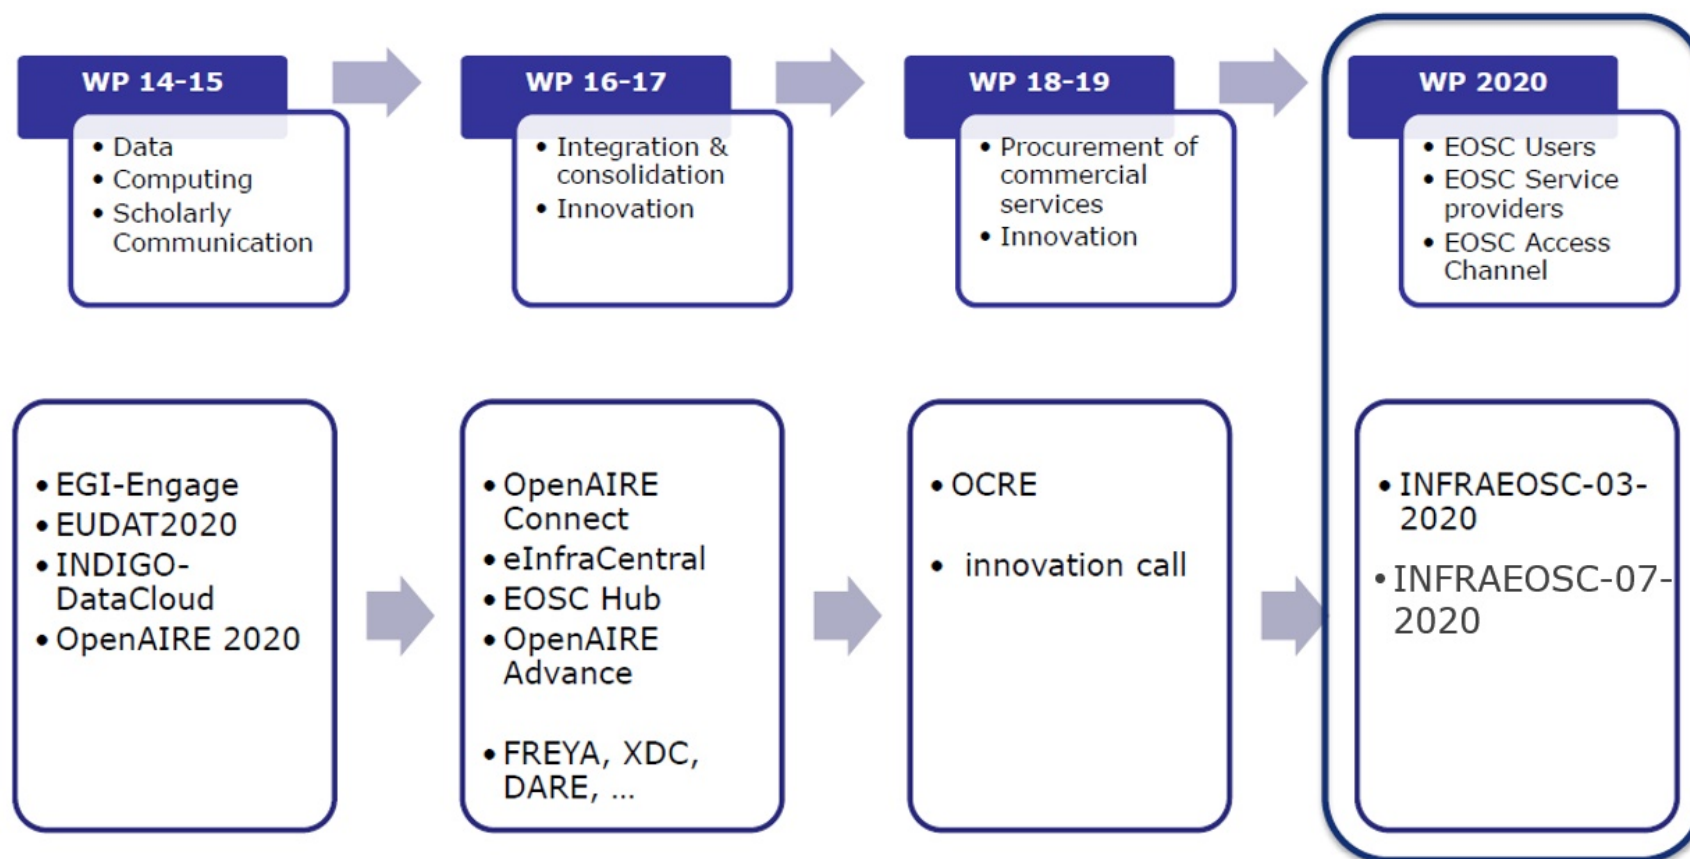 WP 14-15
• Data
• Computing
• Scholarly
Communication
WP 16-17
• Integration &
consolidation
• Innovation
WP 18-19
• Procurement of
commercial
services
• Innovation
WP 2020
• EOSC Users
• EOSC Service
providers
• EOSC Access
Channel
• EGI-Engage
• EUDAT2020
• INDIGO-
DataCloud
• OpenAIRE 2020
• OpenAIRE
Connect
• eInfraCentral
• EOSC Hub
• OpenAIRE
Advance
• FREYA, XDC,
DARE, ...
• OCRE
• innovation call
• INFRAEOSC-03-
2020
• INFRAEOSC-07-
2020